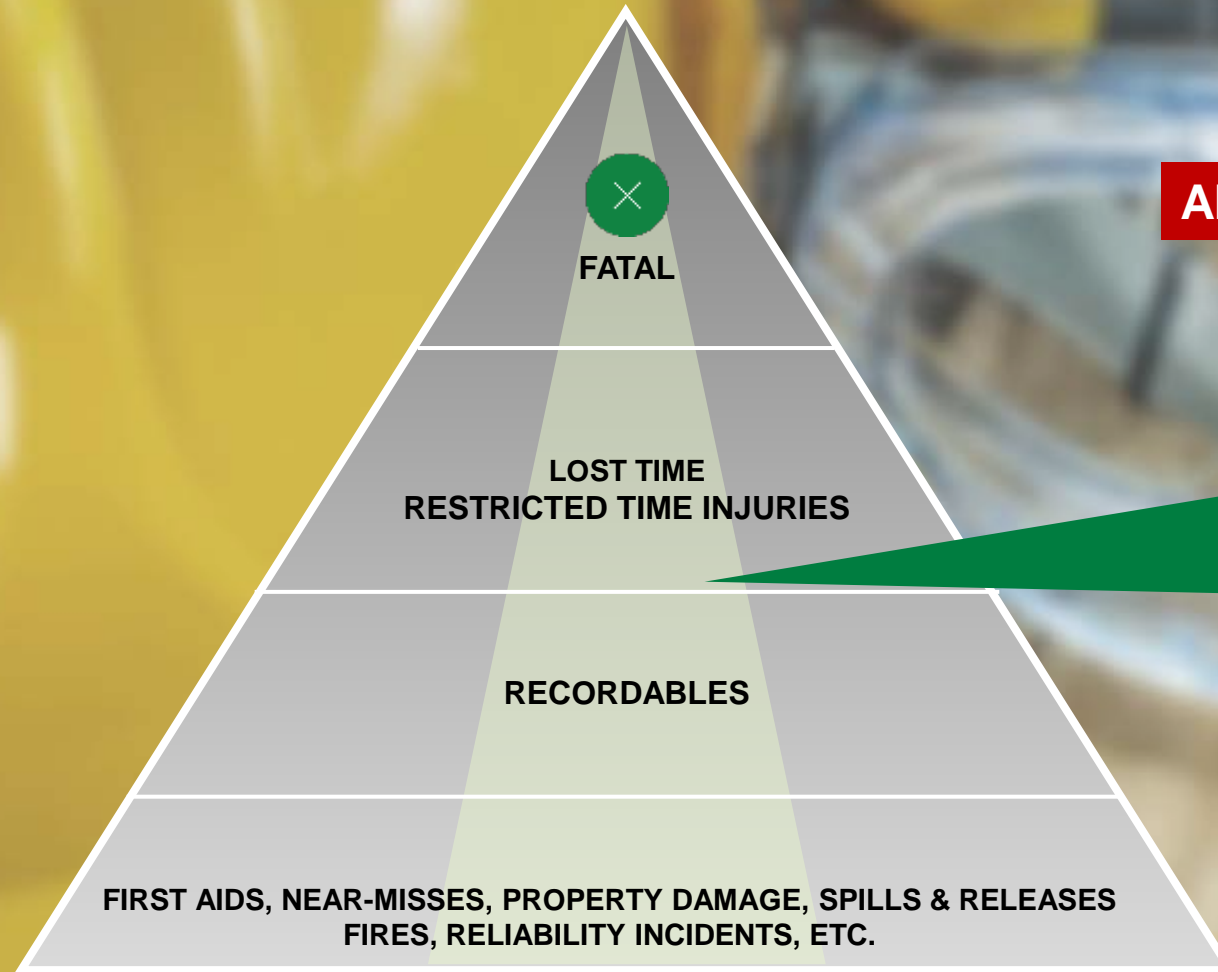 FATAL
LOST TIME
RESTRICTED TIME INJURIES
RECORDABLES
FIRST AIDS, NEAR-MISSES, PROPERTY DAMAGE, SPILLS & RELEASES
FIRES, RELIABILITY INCIDENTS, ETC.